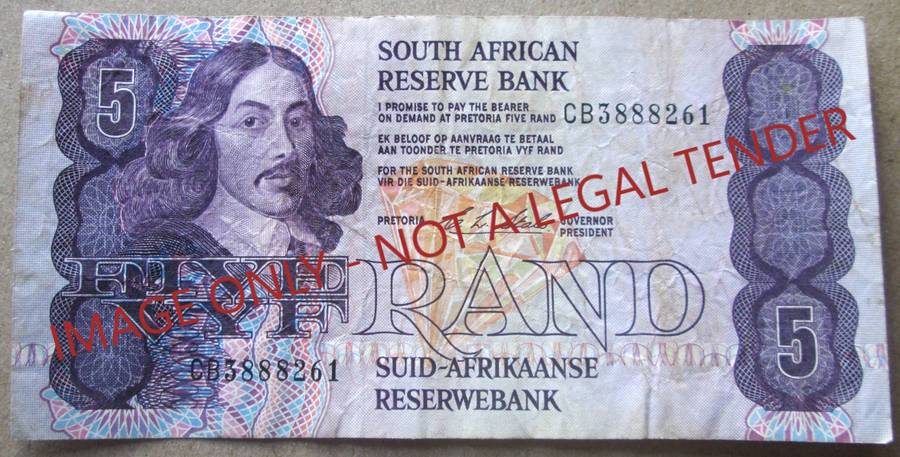 5
SOUTH AFRICAN
RESERVE BANK
I PROMISE TO PAY THE BEARER
ON DEMAND AT PRETORIA FIVE RAND CB3888261
EK BELOOF OP AANVRAAG TE BETAAL
AAN TOONDER TE PRETORIA VYF RAND
FOR THE SOUTH AFRICAN RESERVE BANK
VIR DIE SUID-AFRIKAANSE RESERWEBANK
PRETORIA GOVERNOR
PRESIDENT
FIVE RAND
VYF
CB3888261
SUID-AFRIKAANSE
RESERWEBANK
5
IMAGE ONLY - NOT A LEGAL TENDER